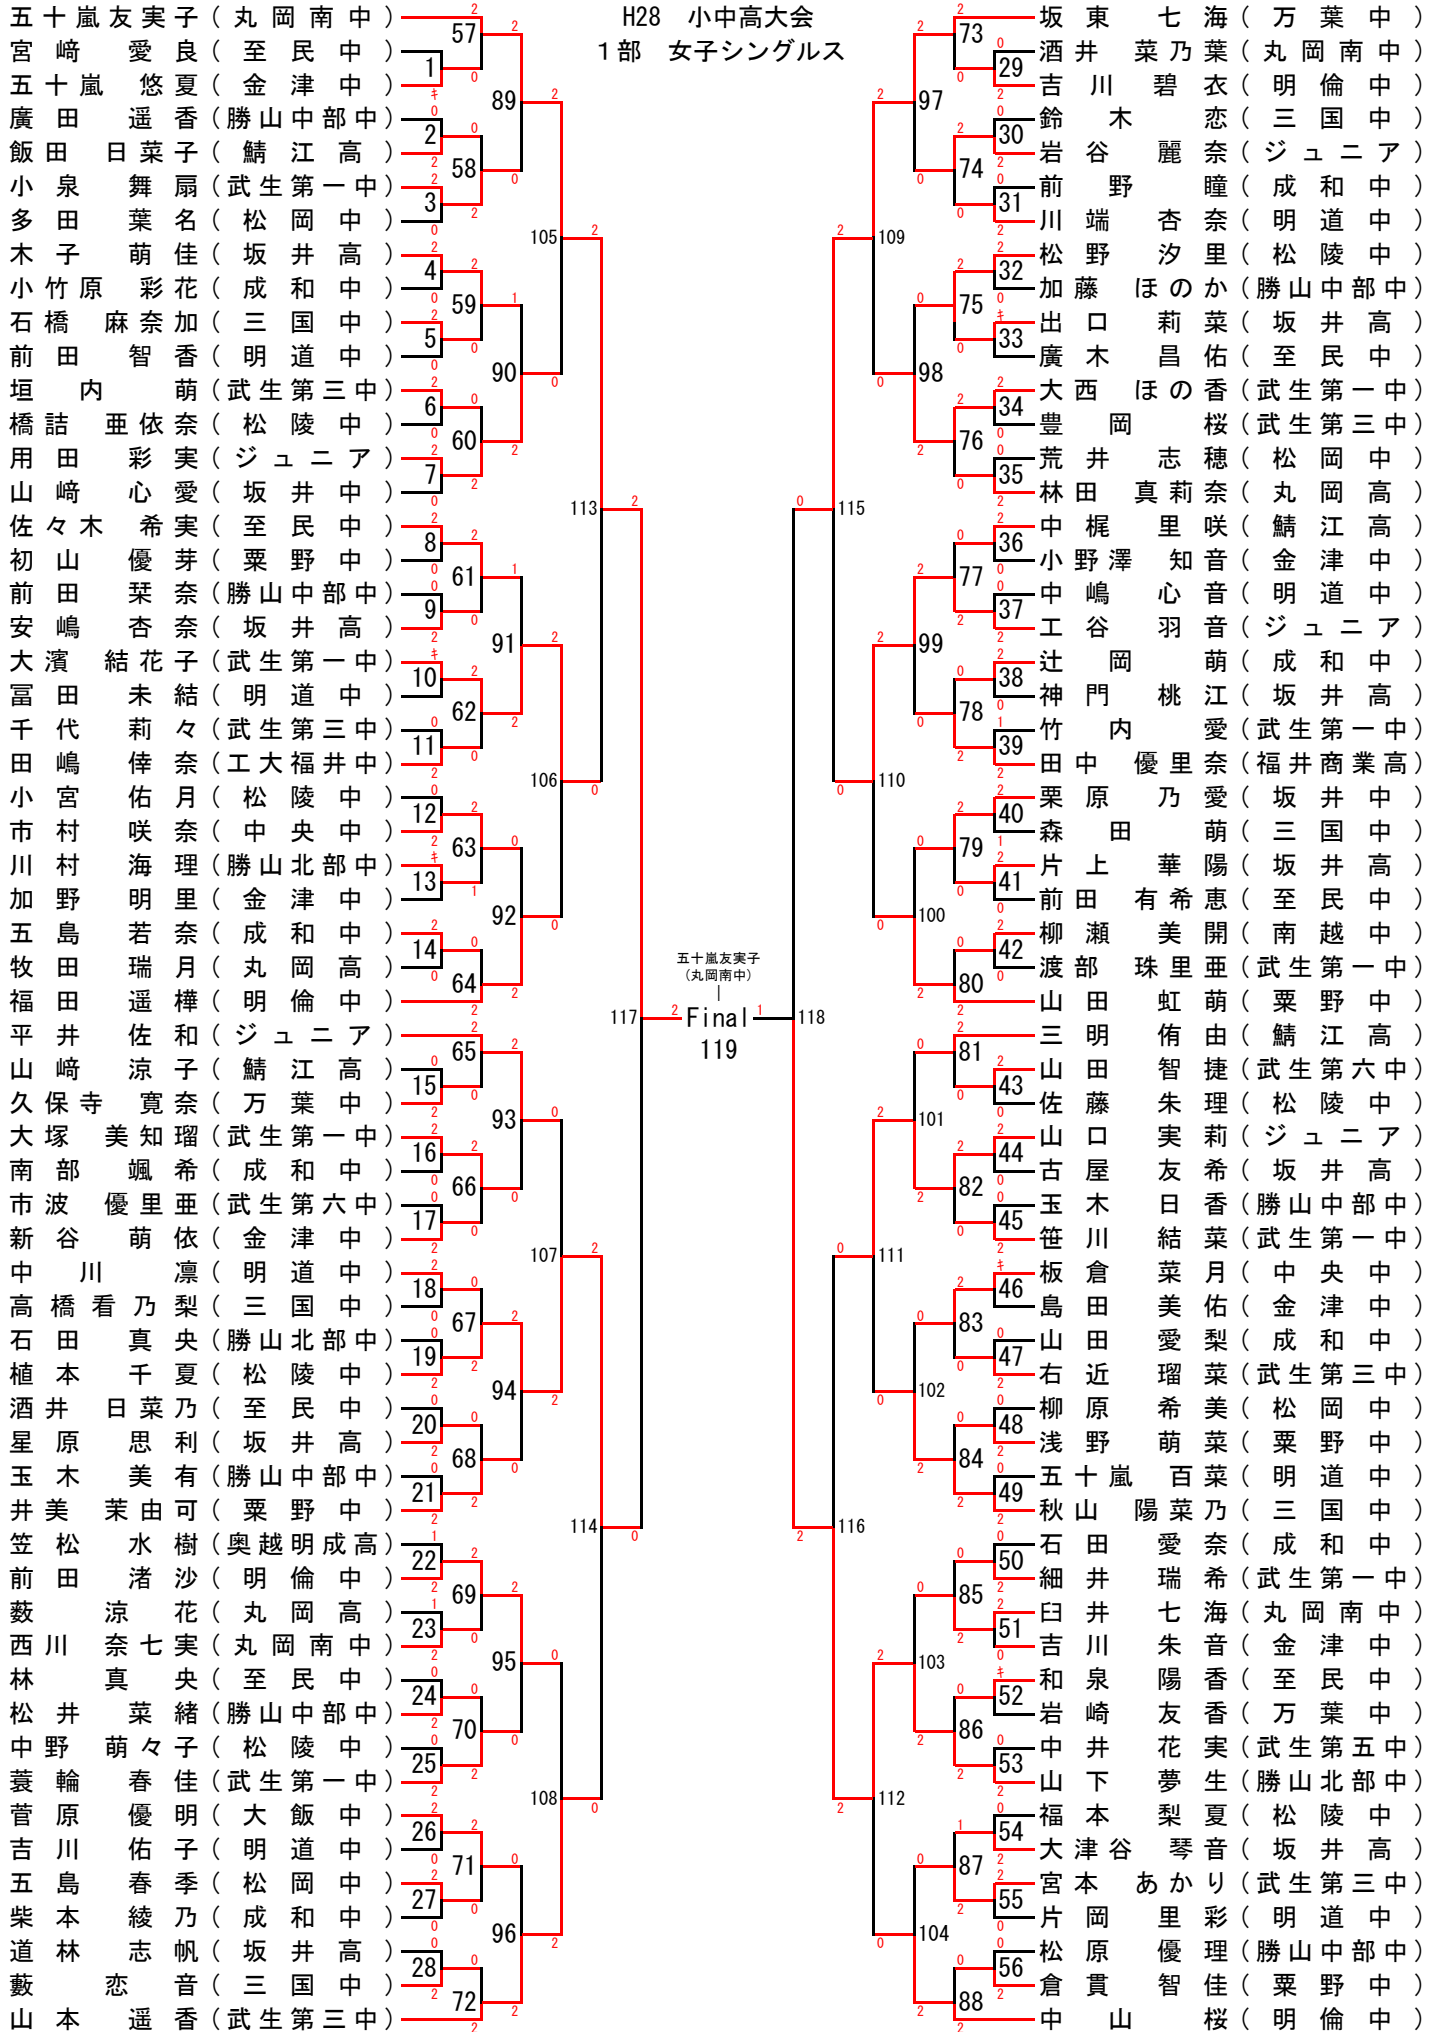 H28 小中高大会
1部 女子シングルス
五十嵐友実子(丸岡南中)
宮﨑 愛良(至民中)
五十嵐 悠夏(金津中)
廣田 遥香(勝山中部中)
飯田 日菜子(鯖江高)
小泉 舞扇(武生第一中)
多田 葉名(松岡中)
木子 萌佳(坂井高)
小竹原 彩花(成和中)
石橋 麻奈加(三国中)
前田 智香(明道中)
垣内 萌(武生第三中)
橋詰 亜依奈(松陵中)
用田 彩実(ジュニア)
山﨑 心愛(坂井中)
佐々木 希実(至民中)
初山 優芽(粟野中)
前田 栞奈(勝山中部中)
安嶋 杏奈(坂井高)
大濱 結花子(武生第一中)
冨田 未結(明道中)
千代 莉々(武生第三中)
田嶋 倖奈(工大福井中)
小宮 佑月(松陵中)
市村 咲奈(中央中)
川村 海理(勝山北部中)
加野 明里(金津中)
五島 若奈(成和中)
牧田 瑞月(丸岡高)
福田 遥樺(明倫中)
平井 佐和(ジュニア)
山﨑 涼子(鯖江高)
久保寺 寛奈(万葉中)
大塚 美知瑠(武生第一中)
南部 颯希(成和中)
市波 優里亜(武生第六中)
新谷 萌依(金津中)
中川 凛(明道中)
高橋看乃梨(三国中)
石田 真央(勝山北部中)
植本 千夏(松陵中)
酒井 日菜乃(至民中)
星原 思利(坂井高)
玉木 美有(勝山中部中)
井美 茉由可(粟野中)
笠松 水樹(奥越明成高)
前田 渚沙(明倫中)
薮 涼花(丸岡高)
西川 奈七実(丸岡南中)
林 真央(至民中)
松井 菜緒(勝山中部中)
中野 萌々子(松陵中)
蓑輪 春佳(武生第一中)
菅原 優明(大飯中)
吉川 佑子(明道中)
五島 春季(松岡中)
柴本 綾乃(成和中)
道林 志帆(坂井高)
藪 恋音(三国中)
山本 遥香(武生第三中)
五十嵐友実子
(丸岡南中)
|
2 Final 1
119
坂東 七海(万葉中)
酒井 菜乃葉(丸岡南中)
吉川 碧衣(明倫中)
鈴木 恋(三国中)
岩谷 麗奈(ジュニア)
前野 瞳(成和中)
川端 杏奈(明道中)
松野 汐里(松陵中)
加藤 ほのか(勝山中部中)
出口 莉菜(坂井高)
廣木 昌佑(至民中)
大西 ほの香(武生第一中)
豊岡 桜(武生第三中)
荒井 志穂(松岡中)
林田 真莉奈(丸岡高)
中梶 里咲(鯖江高)
小野澤 知音(金津中)
中嶋 心音(明道中)
工谷 羽音(ジュニア)
辻岡 萌(成和中)
神門 桃江(坂井高)
竹内 愛(武生第一中)
田中 優里奈(福井商業高)
栗原 乃愛(坂井中)
森田 萌(三国中)
片上 華陽(坂井高)
前田 有希恵(至民中)
柳瀬 美開(南越中)
渡部 珠里亜(武生第一中)
山田 虹萌(粟野中)
三明 侑由(鯖江高)
山田 智捷(武生第六中)
佐藤 朱理(松陵中)
山口 実莉(ジュニア)
古屋 友希(坂井高)
玉木 日香(勝山中部中)
笹川 結菜(武生第一中)
板倉 菜月(中央中)
島田 美佑(金津中)
山田 愛梨(成和中)
右近 瑠菜(武生第三中)
柳原 希美(松岡中)
浅野 萌菜(粟野中)
五十嵐 百菜(明道中)
秋山 陽菜乃(三国中)
石田 愛奈(成和中)
細井 瑞希(武生第一中)
臼井 七海(丸岡南中)
吉川 朱音(金津中)
和泉 陽香(至民中)
岩崎 友香(万葉中)
中井 花実(武生第五中)
山下 夢生(勝山北部中)
福本 梨夏(松陵中)
大津谷 琴音(坂井高)
宮本 あかり(武生第三中)
片岡 里彩(明道中)
松原 優理(勝山中部中)
倉貫 智佳(粟野中)
中山 桜(明倫中)